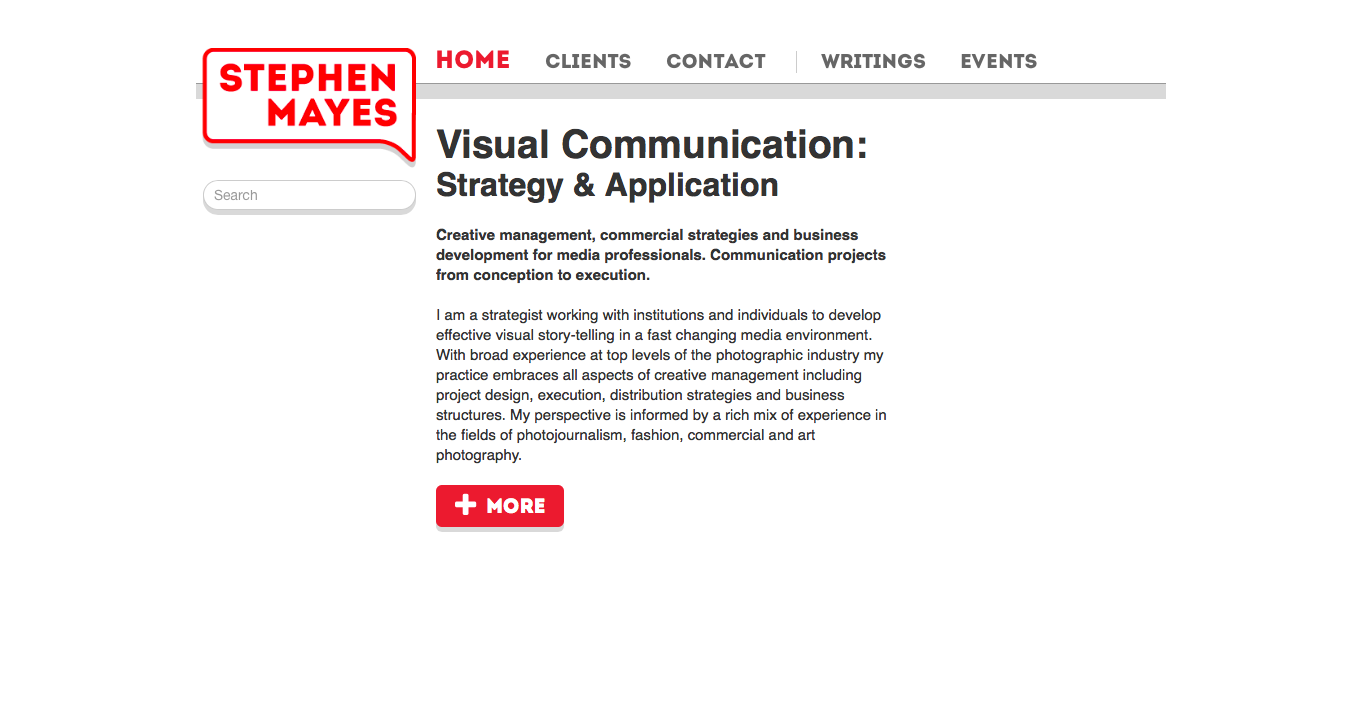 STEPHEN
MAYES
HOME CLIENTS CONTACT WRITINGS EVENTS
Search
Visual Communication:
Strategy & Application
Creative management, commercial strategies and business
development for media professionals. Communication projects
from conception to execution.
I am a strategist working with institutions and individuals to develop
effective visual story-telling in a fast changing media environment.
With broad experience at top levels of the photographic industry my
practice embraces all aspects of creative management including
project design, execution, distribution strategies and business
structures. My perspective is informed by a rich mix of experience in
the fields of photojournalism, fashion, commercial and art
photography.
MORE